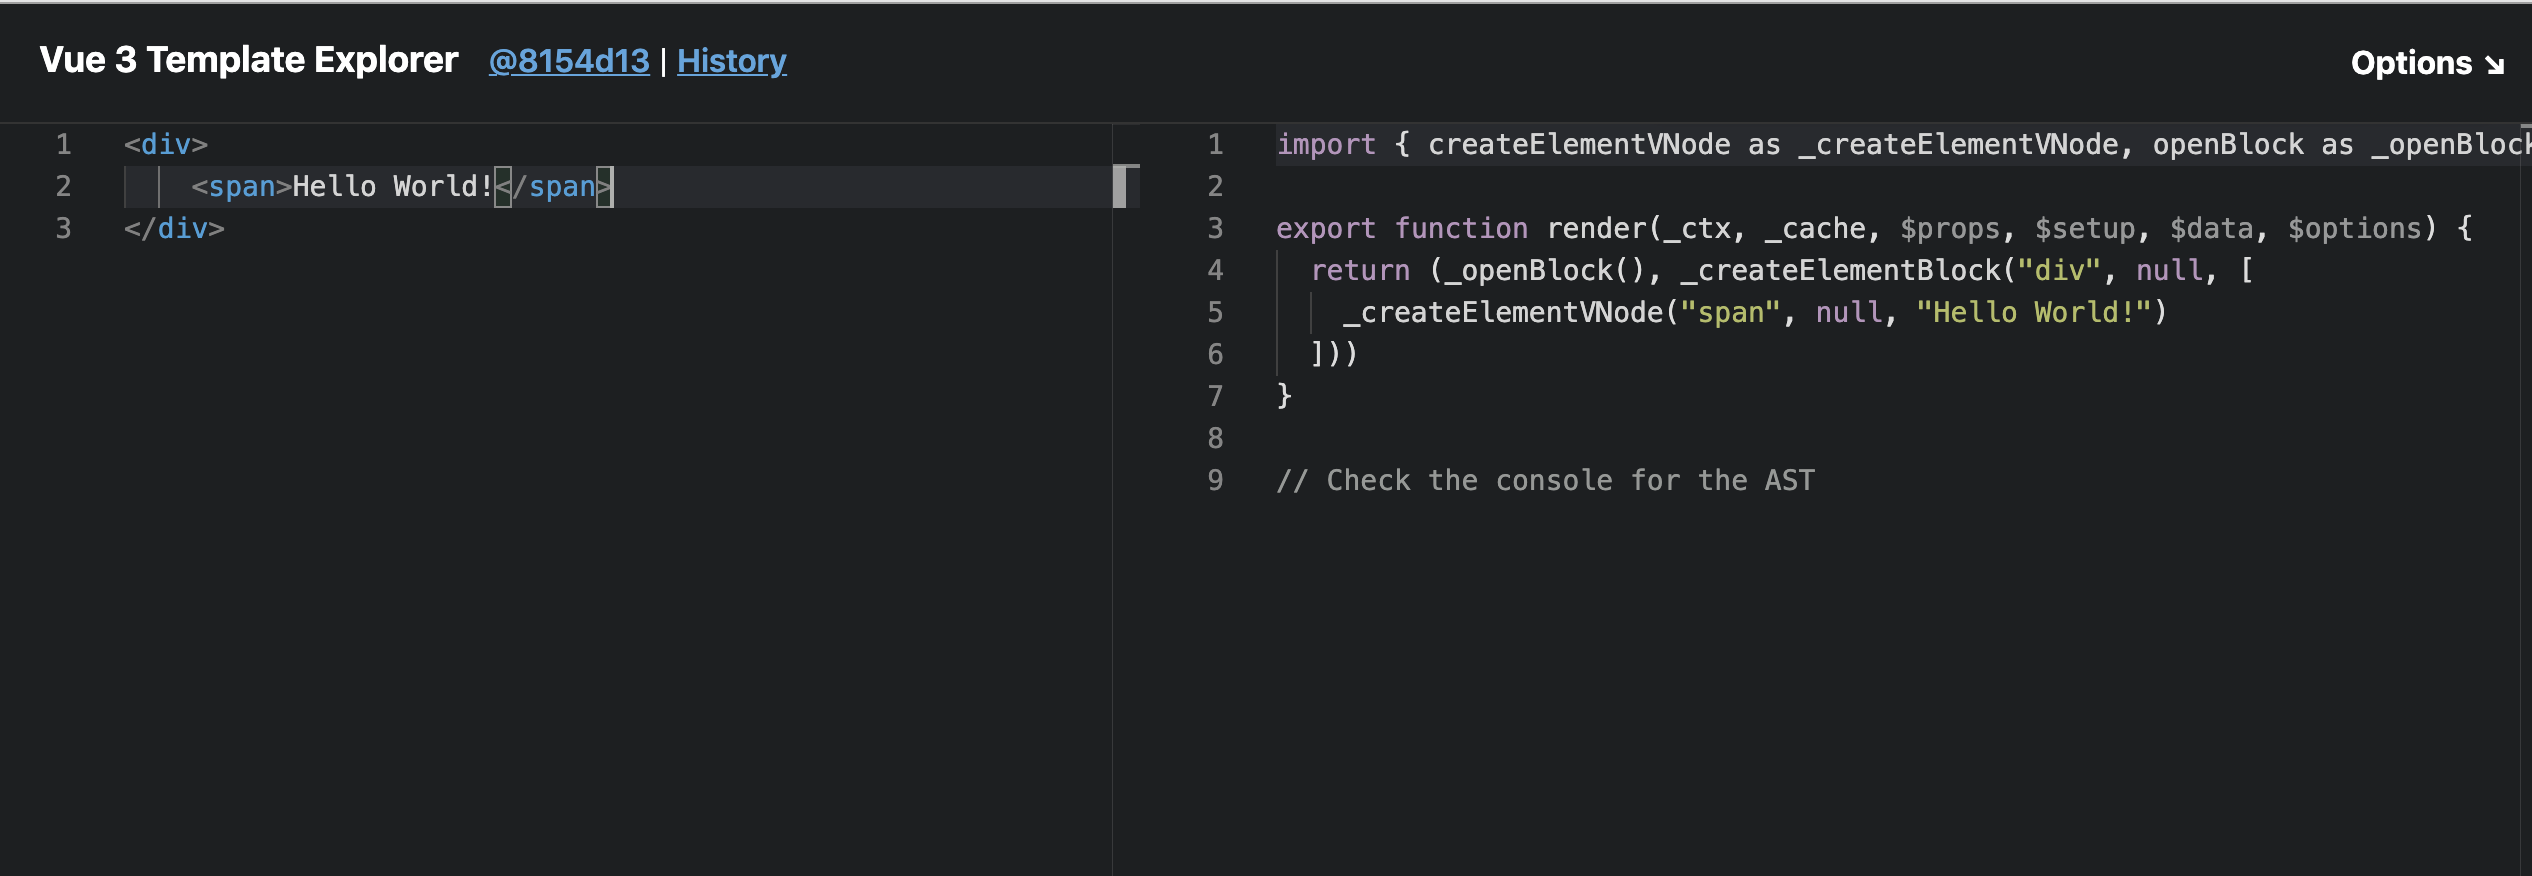 Vue 3 Template Explorer @8154d13 | History
Options ↘
1 <div>
2 <span>Hello World!</span>
3 </div>
1 import { createElementVNode as _createElementVNode, openBlock as _openBlock
2
3 export function render(_ctx, _cache, $props, $setup, $data, $options) {
4 return (_openBlock(), _createElementBlock("div", null, [
5 _createElementVNode("span", null, "Hello World!")
6 ]))
7 }
8
9 // Check the console for the AST